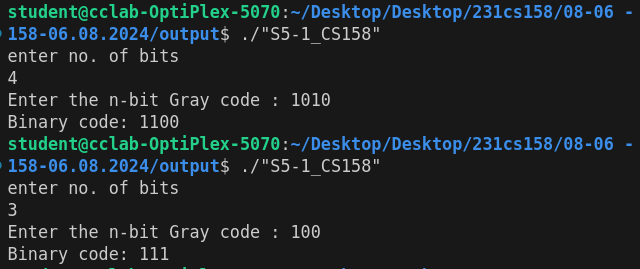 student@cclab-OptiPlex-5070:~/Desktop/Desktop/231cs158/08-06 -
158-06.08.2024/output$ ./"S5-1_CS158"
enter no. of bits
4
Enter the n-bit Gray code : 1010
Binary code: 1100
student@cclab-OptiPlex-5070:~/Desktop/Desktop/231cs158/08-06 -
158-06.08.2024/output$ ./"S5-1_CS158"
enter no. of bits
3
Enter the n-bit Gray code : 100
Binary code: 111